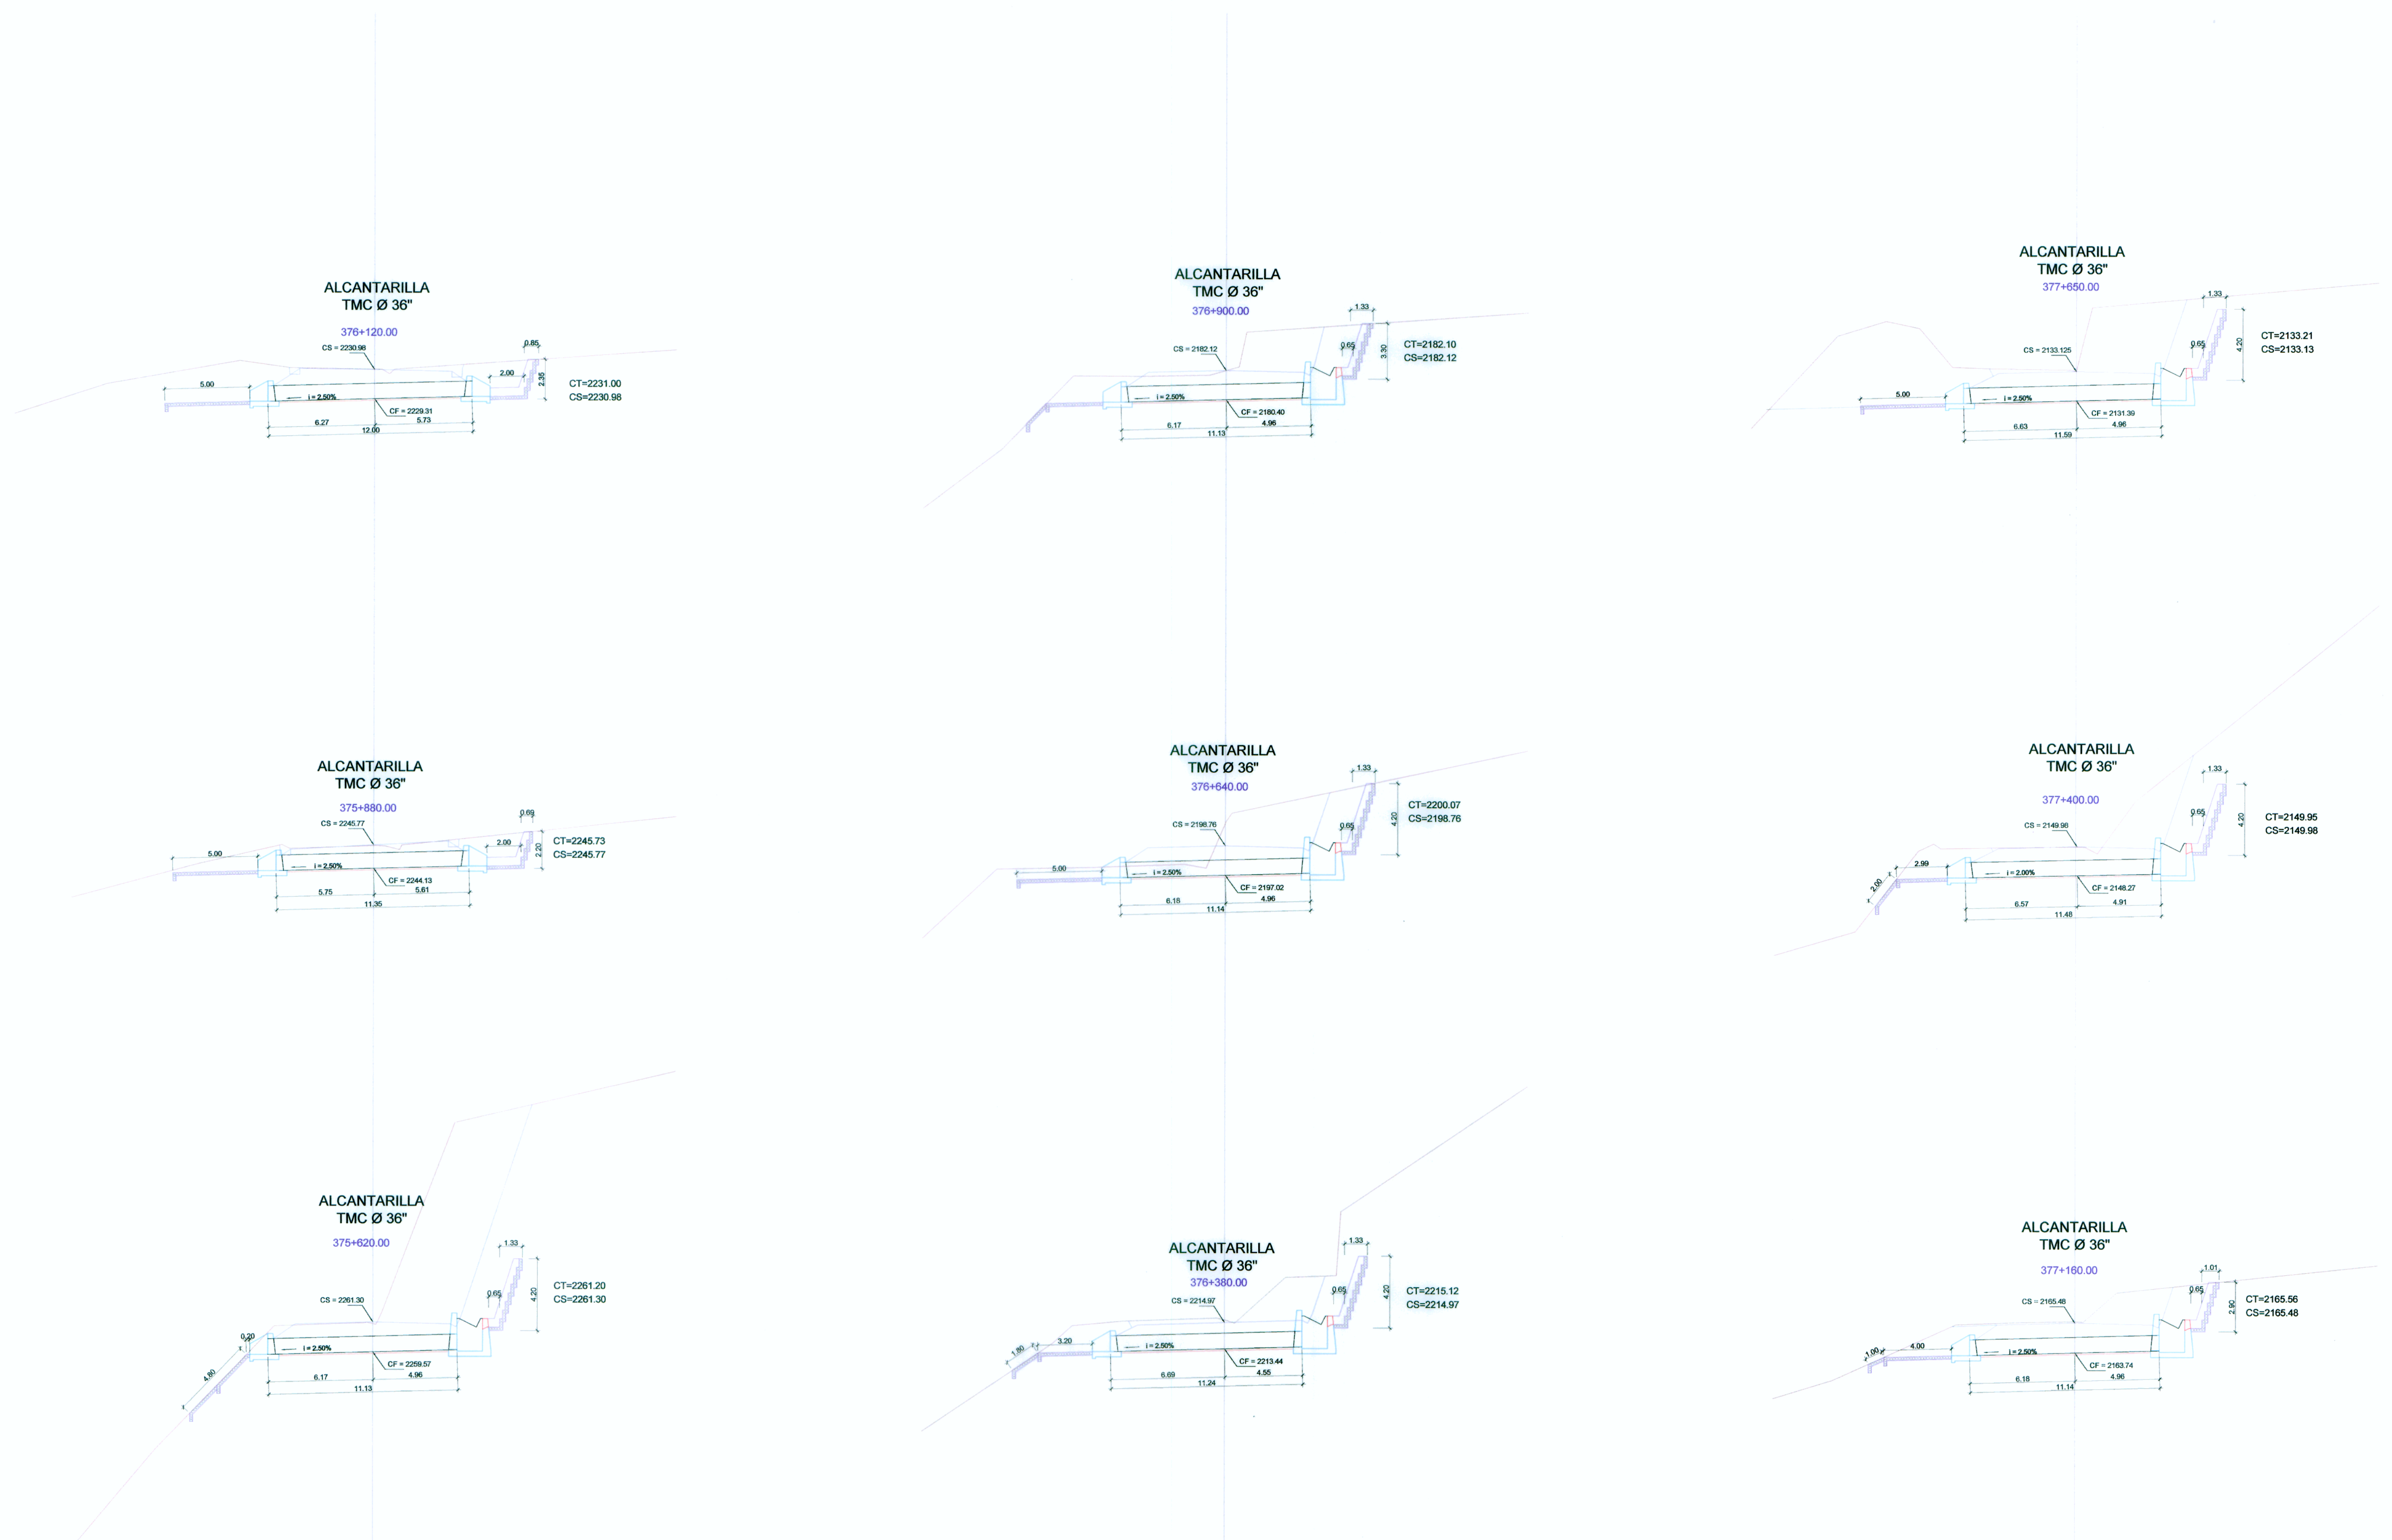 ALCANTARILLA
TMC Ø 36"
376+120.00
CS = 2230.98
0.85
5.00
2.00
2.35
CT=2231.00
CS=2230.98
i = 2.50%
CF = 2229.31
6.27
5.73
12.00
ALCANTARILLA
TMC Ø 36"
376+900.00
1.33
CS = 2182.12
0.65
3.30
CT=2182.10
CS=2182.12
i = 2.50%
CF = 2180.40
6.17
4.96
11.13
ALCANTARILLA
TMC Ø 36"
377+650.00
1.33
CS = 2133.125
0.65
4.20
CT=2133.21
CS=2133.13
5.00
i = 2.50%
CF = 2131.39
6.63
4.96
11.59
ALCANTARILLA
TMC Ø 36"
375+880.00
CS = 2245.77
0.69
5.00
2.00
2.20
CT=2245.73
CS=2245.77
i = 2.50%
CF = 2244.13
5.75
5.61
11.35
ALCANTARILLA
TMC Ø 36"
376+640.00
1.33
CS = 2198.76
0.65
4.20
CT=2200.07
CS=2198.76
5.00
i = 2.50%
CF = 2197.02
6.18
4.96
11.14
ALCANTARILLA
TMC Ø 36"
377+400.00
1.33
CS = 2149.98
0.65
4.20
CT=2149.95
CS=2149.98
2.99
2.00
i = 2.00%
CF = 2148.27
6.57
4.91
11.48
ALCANTARILLA
TMC Ø 36"
375+620.00
1.33
CS = 2261.30
0.65
4.20
CT=2261.20
CS=2261.30
0.20
4.80
i = 2.50%
CF = 2259.57
6.17
4.96
11.13
ALCANTARILLA
TMC Ø 36"
376+380.00
1.33
CS = 2214.97
0.65
4.20
CT=2215.12
CS=2214.97
1.80
3.20
i = 2.50%
CF = 2213.44
6.69
4.55
11.24
ALCANTARILLA
TMC Ø 36"
377+160.00
1.01
CS = 2165.48
0.65
2.90
CT=2165.56
CS=2165.48
1.00
4.00
i = 2.50%
CF = 2163.74
6.18
4.96
11.14